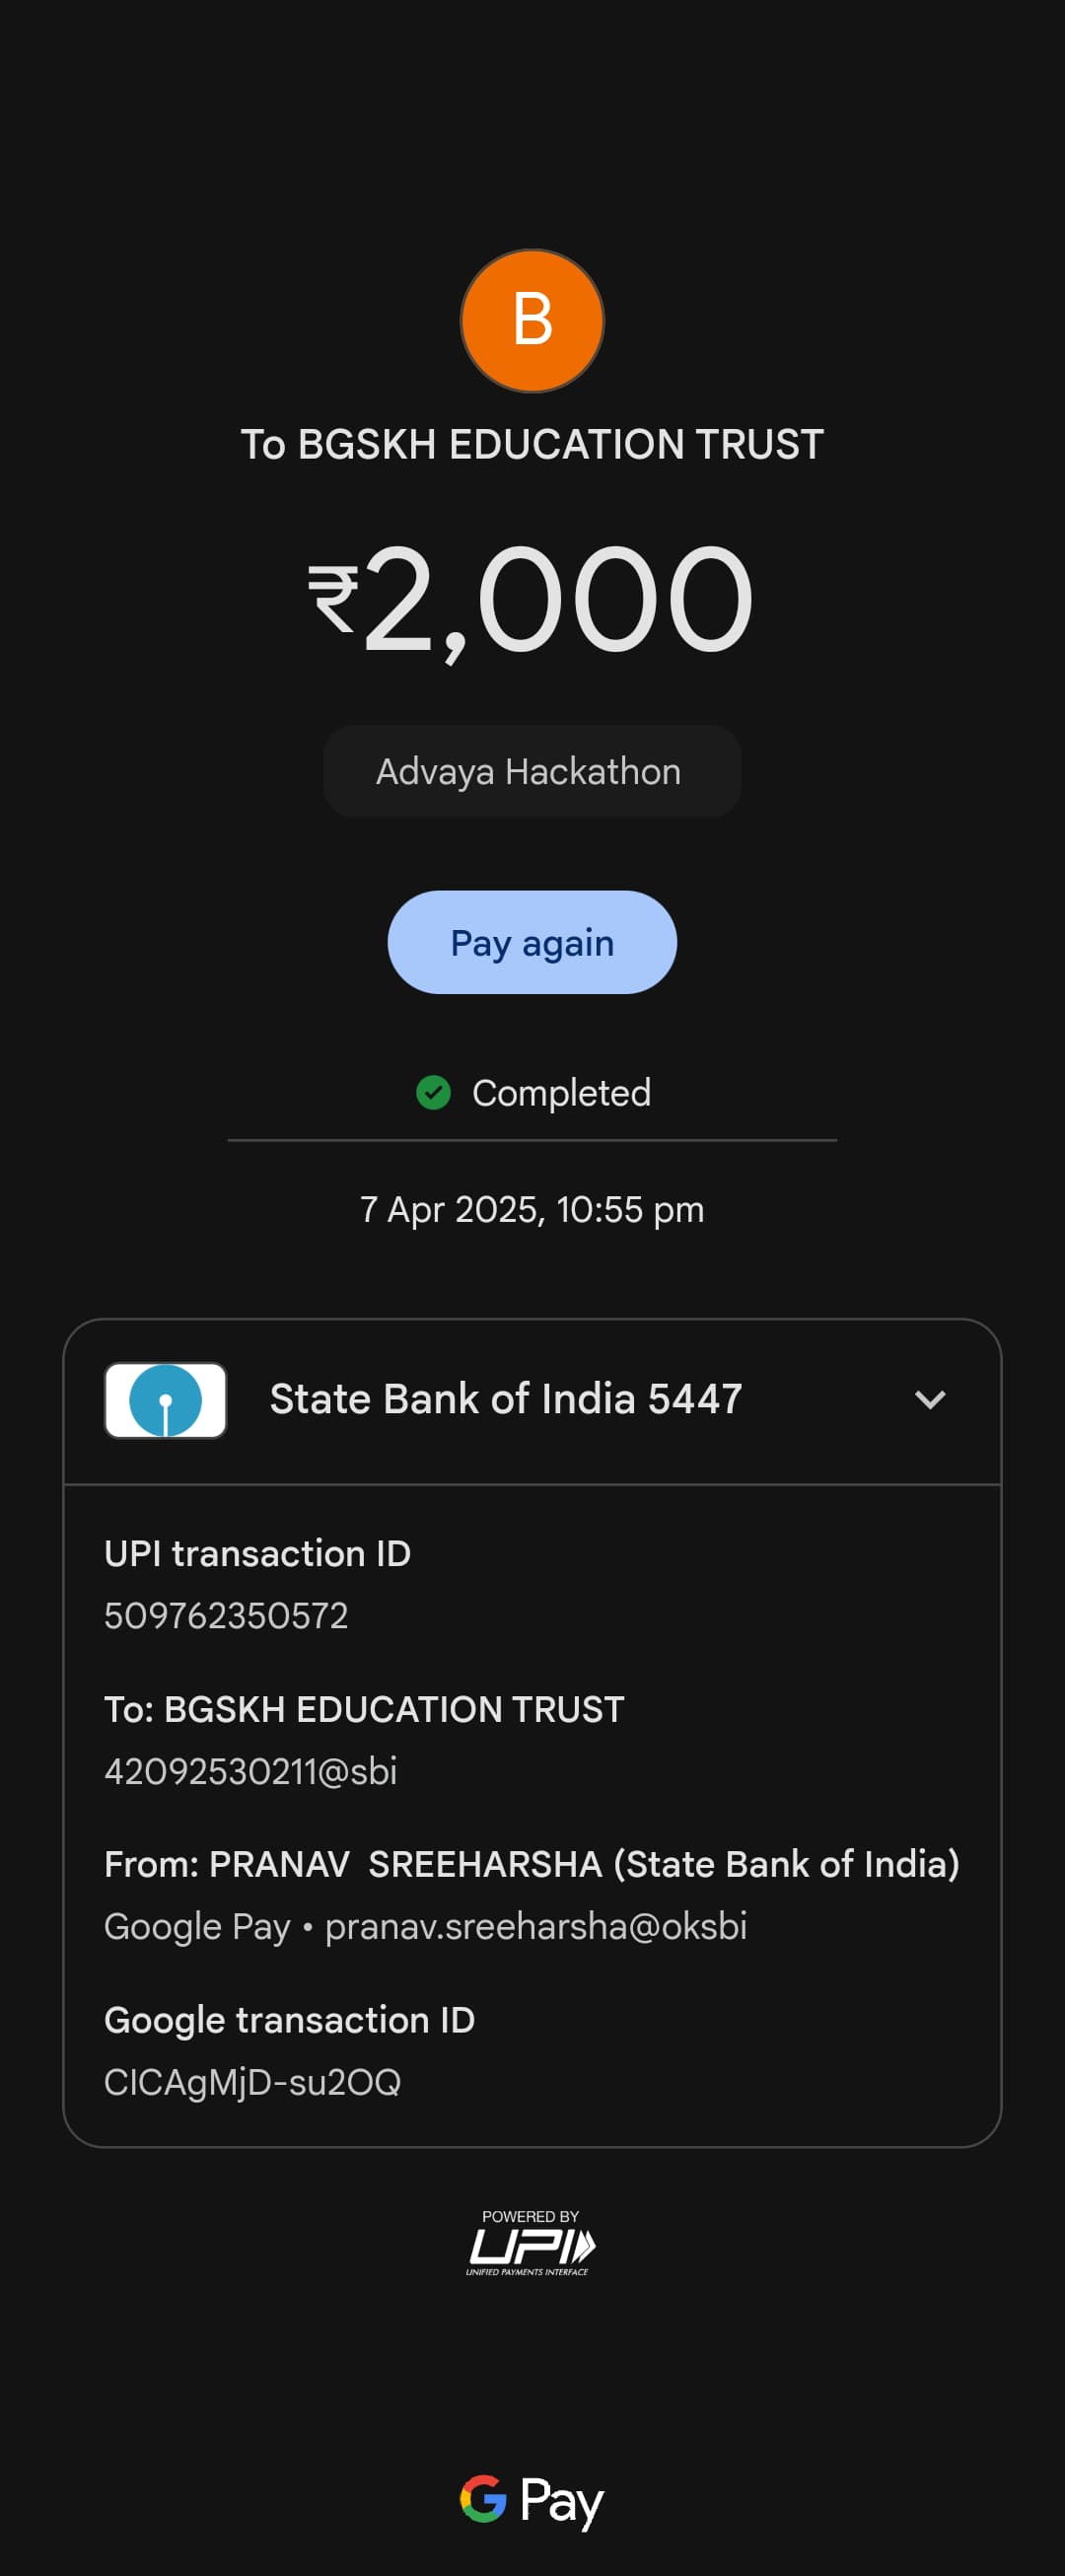 B
To BGSKH EDUCATION TRUST
₹2,000
Advaya Hackathon
Pay again
Completed
7 Apr 2025, 10:55 pm
State Bank of India 5447
UPI transaction ID
509762350572
To: BGSKH EDUCATION TRUST
42092530211@sbi
From: PRANAV  SREEHARSHA (State Bank of India)
Google Pay • pranav.sreeharsha@oksbi
Google transaction ID
CICAgMjD-su2OQ
POWERED BY
UPI
UNIFIED PAYMENTS INTERFACE
G Pay